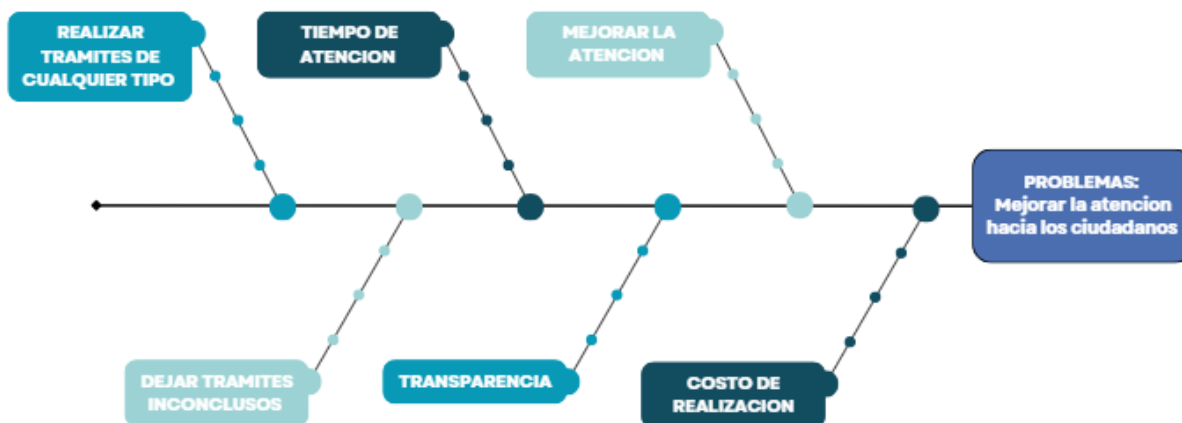 REALIZAR
TRAMITES DE
CUALQUIER TIPO
TIEMPO DE
ATENCION
MEJORAR LA
ATENCION
PROBLEMAS:
Mejorar la atencion
hacia los ciudadanos
DEJAR TRAMITES
INCONCLUSOS
TRANSPARENCIA
COSTO DE
REALIZACION